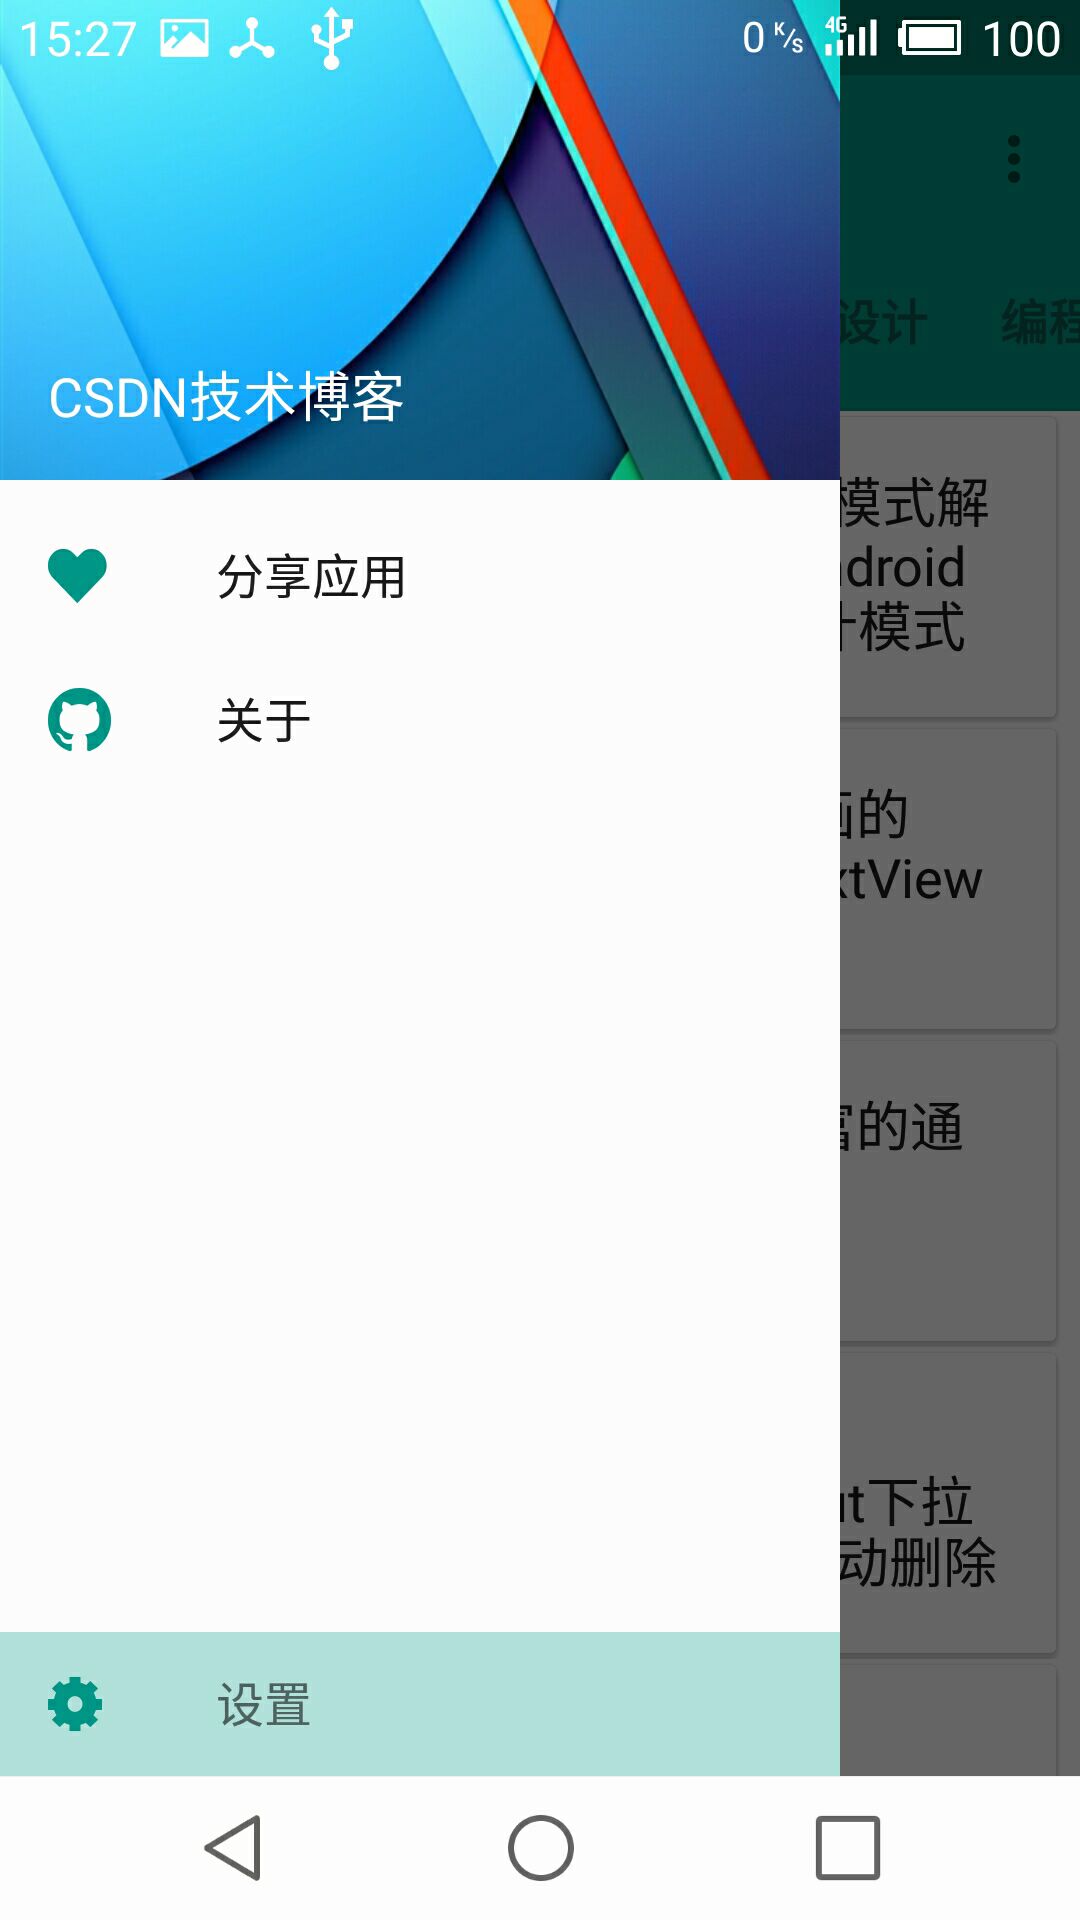 15:27 0 K/s 4G 100
设计 编程
CSDN技术博客
分享应用
关于
模式解
droid
模式
的
tView
的通
t下拉
动删除
设置